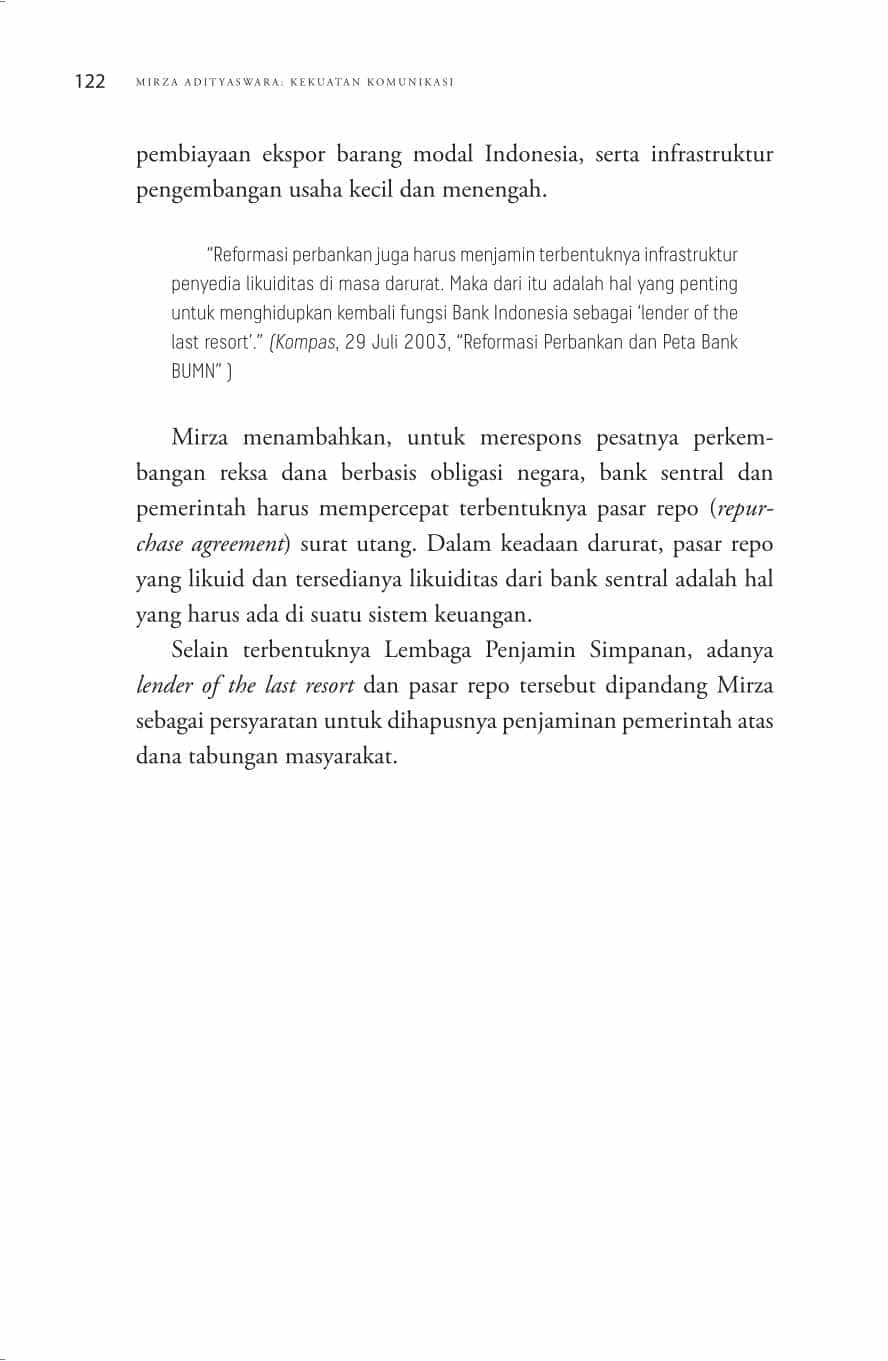 122 MIRZA ADITYASWARA: KEKUATAN KOMUNIKASI
pembiayaan ekspor barang modal Indonesia, serta infrastruktur
pengembangan usaha kecil dan menengah.
“Reformasi perbankan juga harus menjamin terbentuknya infrastruktur
penyedia likuiditas di masa darurat. Maka dari itu adalah hal yang penting
untuk menghidupkan kembali fungsi Bank Indonesia sebagai ‘lender of the
last resort’.” (Kompas, 29 Juli 2003, “Reformasi Perbankan dan Peta Bank
BUMN” )
Mirza menambahkan, untuk merespons pesatnya perkem-
bangan reksa dana berbasis obligasi negara, bank sentral dan
pemerintah harus mempercepat terbentuknya pasar repo (repur-
chase agreement) surat utang. Dalam keadaan darurat, pasar repo
yang likuid dan tersedianya likuiditas dari bank sentral adalah hal
yang harus ada di suatu sistem keuangan.
Selain terbentuknya Lembaga Penjamin Simpanan, adanya
lender of the last resort dan pasar repo tersebut dipandang Mirza
sebagai persyaratan untuk dihapusnya penjaminan pemerintah atas
dana tabungan masyarakat.